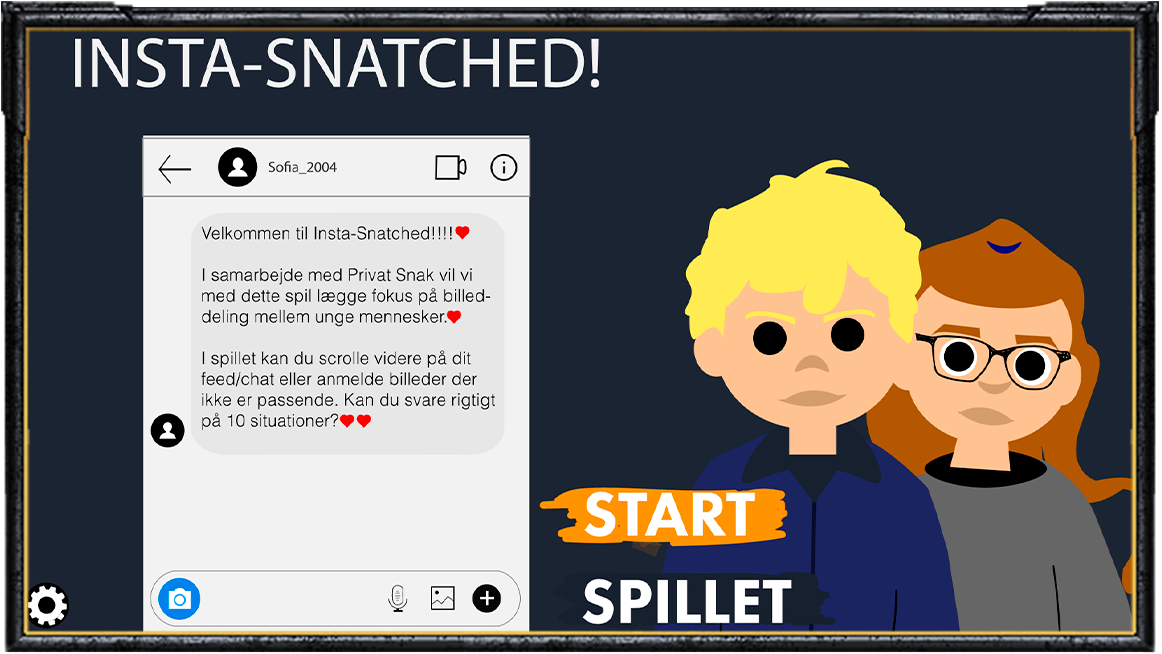 INSTA-SNATCHED!
Sofia_2004
Velkommen til Insta-Snatched!!!!❤
I samarbejde med Privat Snak vil vi
med dette spil lægge fokus på billed-
deling mellem unge mennesker.❤
I spillet kan du scrolle videre på dit
feed/chat eller anmelde billeder der
ikke er passende. Kan du svare rigtigt
på 10 situationer?❤❤
START
SPILLET